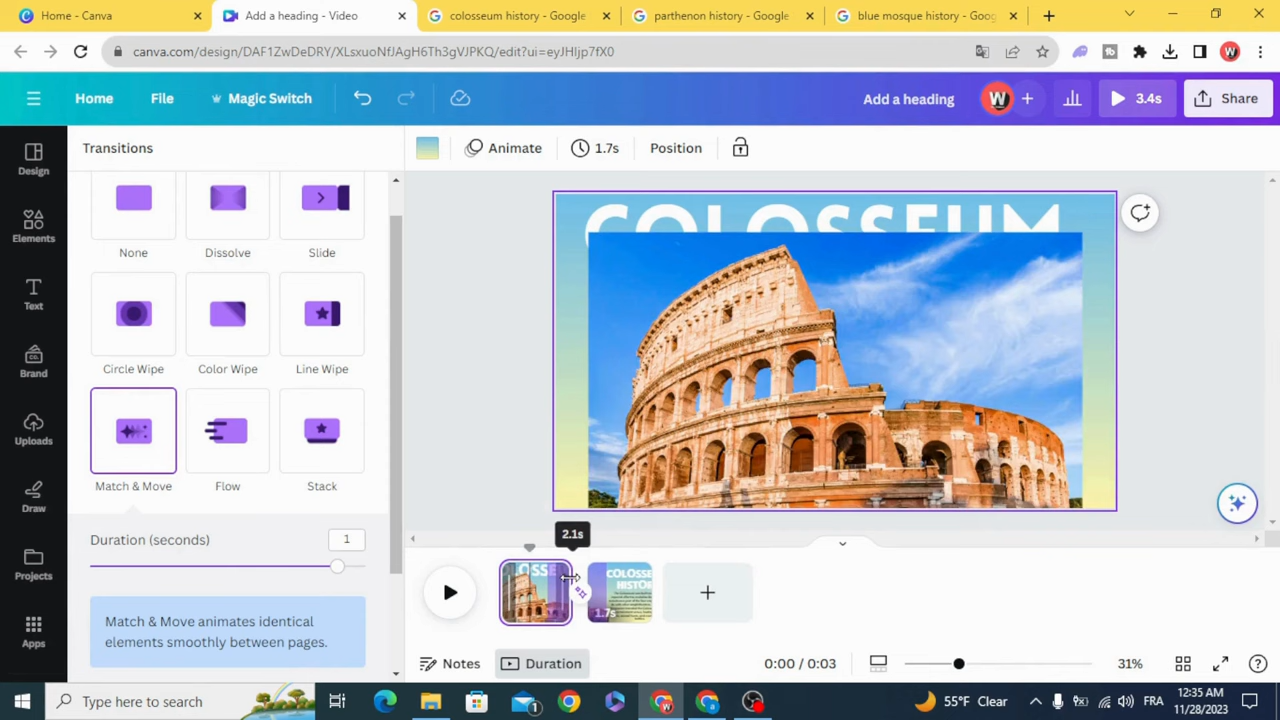 Home - Canva
Add a heading - Video
colosseum history - Google
parthenon history - Google
blue mosque history - Goog
canva.com/design/DAF1ZwDeDRY/XLsxuoNfJAgH6Th3gVJPKQ/edit?ui=eyJHIjp7fX0
Home
File
Magic Switch
Add a heading
W
3.4s
Share
Design
Elements
Text
Brand
Uploads
Draw
Projects
Apps
Transitions
None
Dissolve
Slide
Circle Wipe
Color Wipe
Line Wipe
Match & Move
Flow
Stack
Duration (seconds)
1
Match & Move animates identical
elements smoothly between pages.
Animate
1.7s
Position
COLOSSEUM
2.1s
COLOSSE
HISTOR
1.7s
Notes
Duration
0:00 / 0:03
31%
Type here to search
55°F Clear
FRA
12:35 AM
11/28/2023